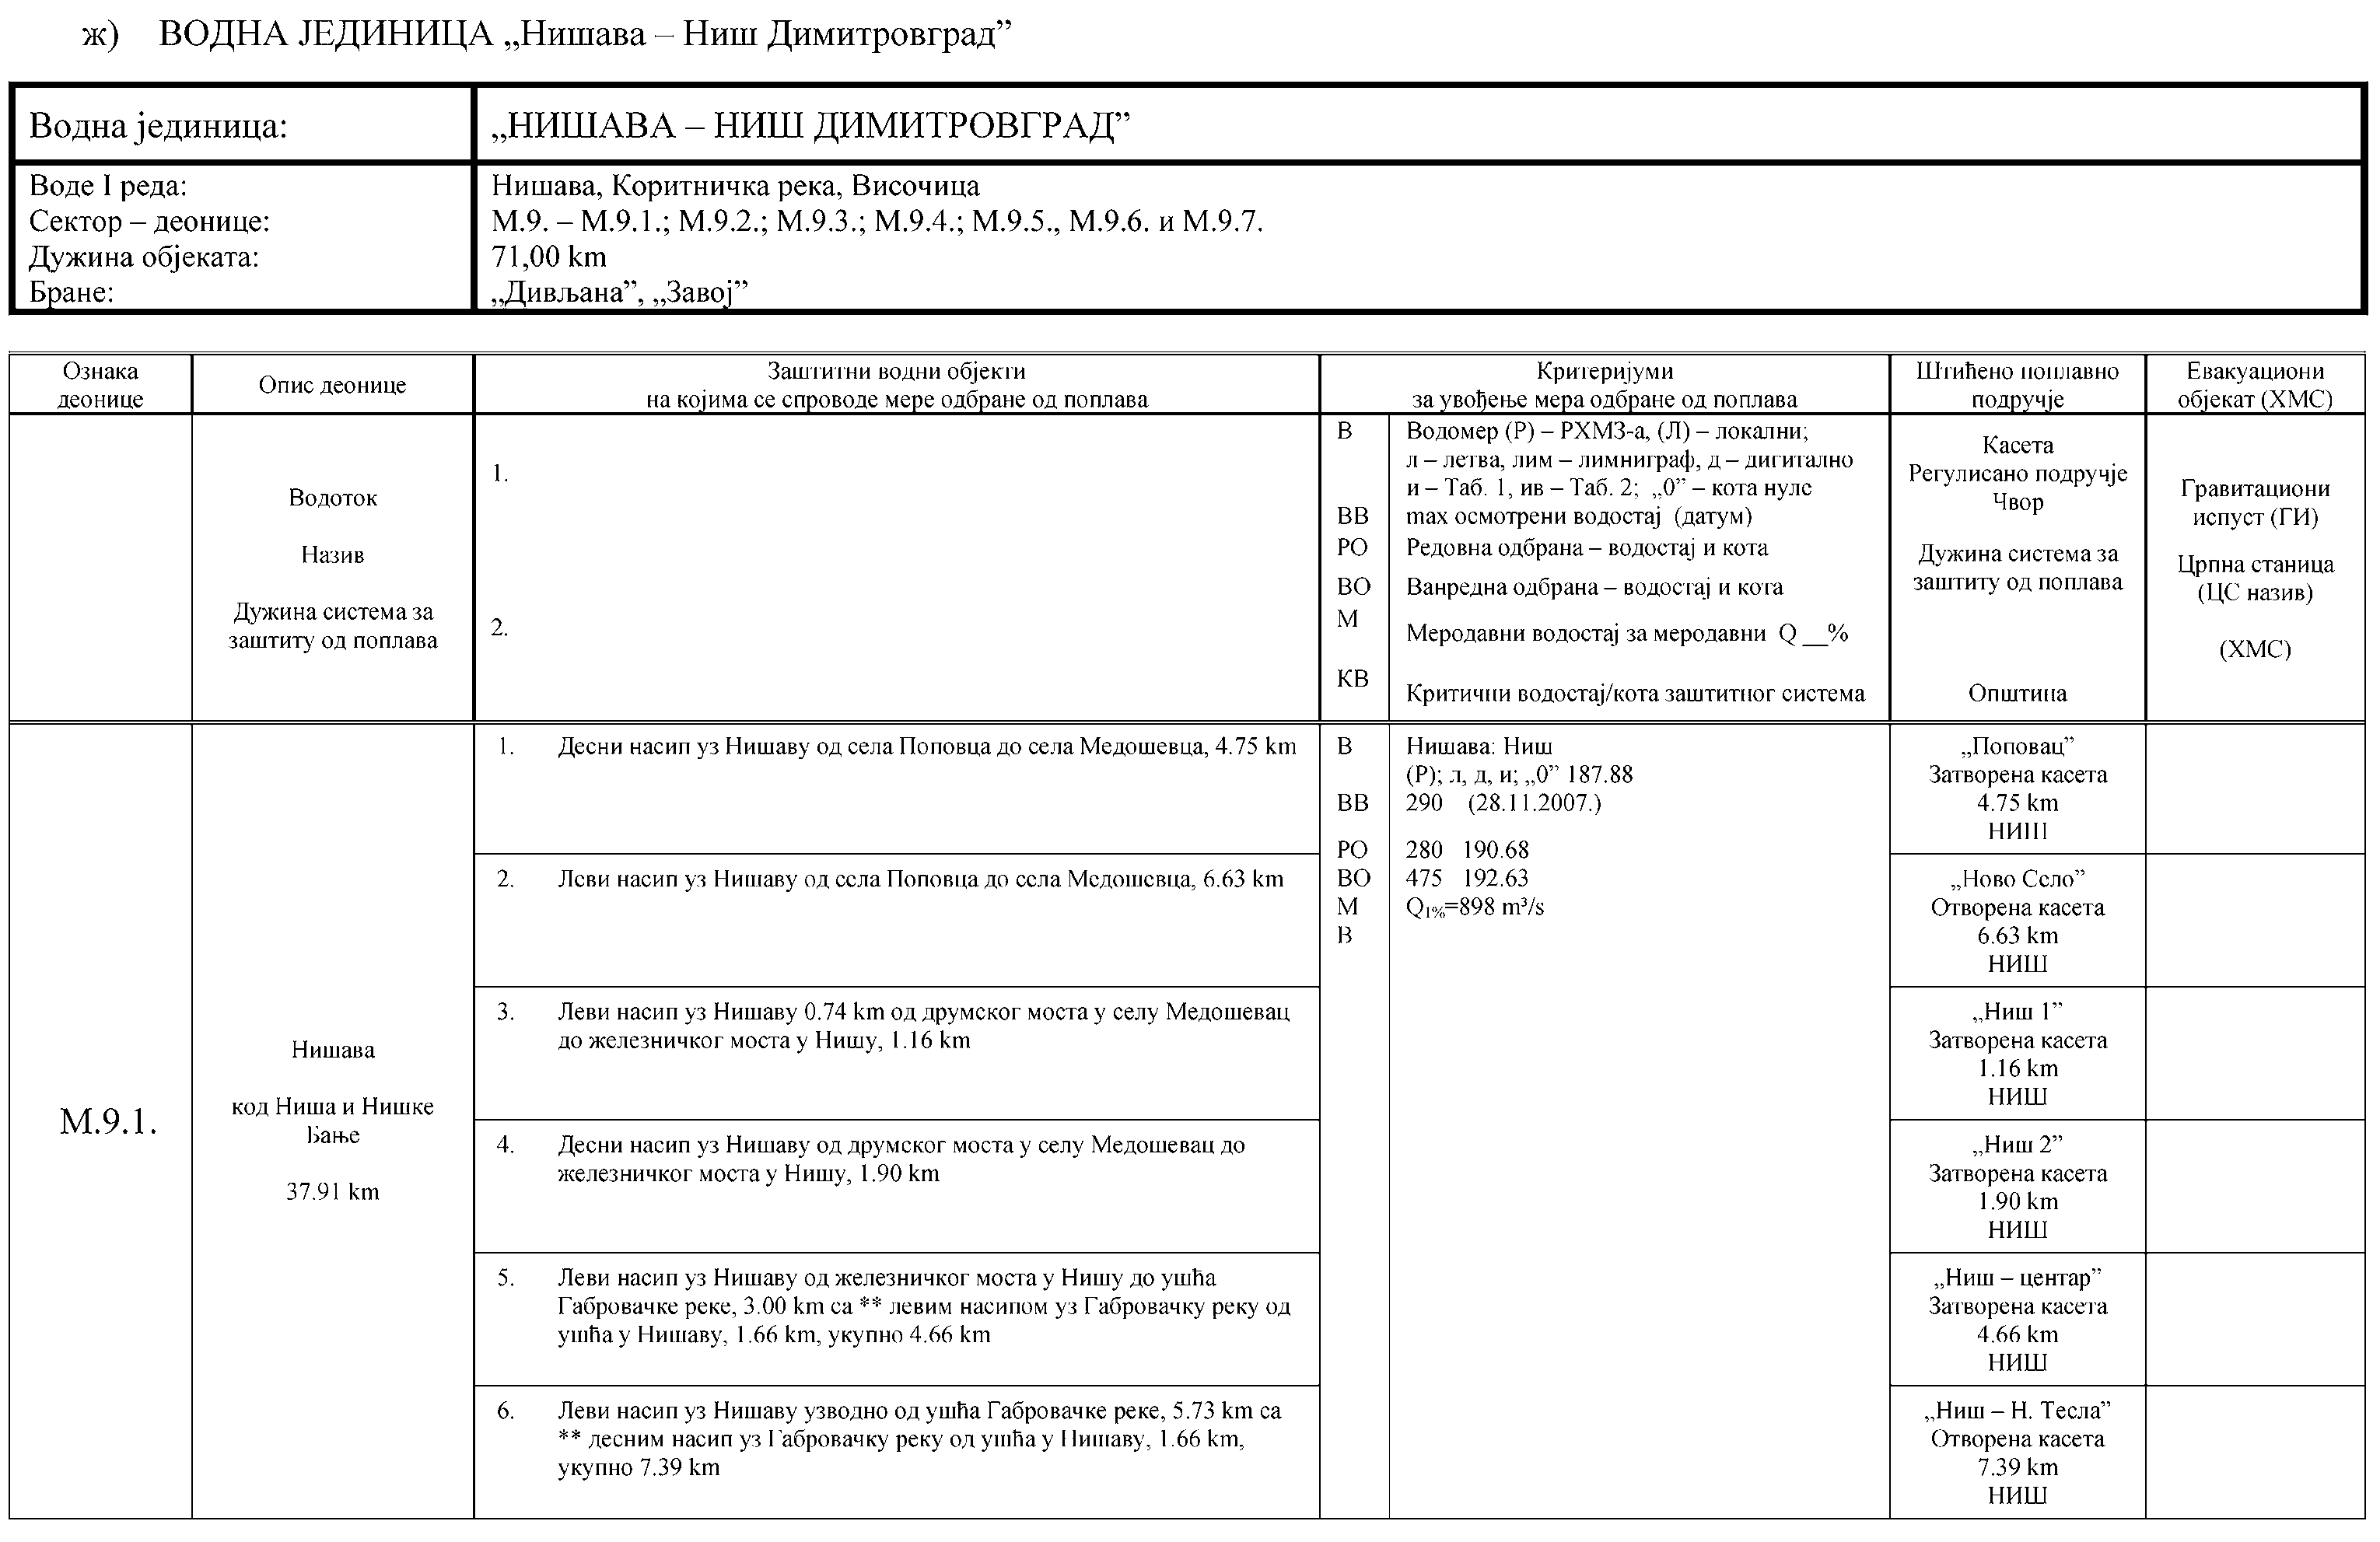 ж) ВОДНА ЈЕДИНИЦА „Нишава – Ниш Димитровград”
Водна јединица:
„НИШАВА – НИШ ДИМИТРОВГРАД”
Воде I реда:
Нишава, Коритничка река, Височица
Сектор – деонице:
М.9. – М.9.1.; М.9.2.; М.9.3.; М.9.4.; М.9.5., М.9.6. и М.9.7.
Дужина објеката:
71,00 km
Бране:
„Дивљана”, „Завој”
Ознака
деонице
Опис деонице
Заштитни водни објекти
на којима се спроводе мере одбране од поплава
Критеријуми
за увођење мера одбране од поплава
Штићено поплавно
подручје
Евакуациони
објекат (ХМС)
Водоток
Назив
Дужина система за
заштиту од поплава
1.
2.
В Водомер (Р) – РХМЗ-а, (Л) – локални;
л – летва, лим – лимниграф, д – дигитално
и – Таб. 1, ив – Таб. 2; „0” – кота нуле
ВВ max осмотрени водостај (датум)
РО Редовна одбрана – водостај и кота
ВО Ванредна одбрана – водостај и кота
М Меродавни водостај за меродавни Q __%
КВ Критични водостај/кота заштитног система
Касета
Регулисано подручје
Чвор
Дужина система за
заштиту од поплава
Општина
Гравитациони
испуст (ГИ)
Црпна станица
(ЦС назив)
(ХМС)
М.9.1.
Нишава
код Ниша и Нишке
Бање
37.91 km
1. Десни насип уз Нишаву од села Поповца до села Медошевца, 4.75 km
В Нишава: Ниш
(Р); л, д, и; „0” 187.88
ВВ 290 (28.11.2007.)
РО 280 190.68
ВО 475 192.63
М Q1%=898 m³/s
В
„Поповац”
Затворена касета
4.75 km
НИШ
2. Леви насип уз Нишаву од села Поповца до села Медошевца, 6.63 km
„Ново Село”
Отворена касета
6.63 km
НИШ
3. Леви насип уз Нишаву 0.74 km од друмског моста у селу Медошевац
до железничког моста у Нишу, 1.16 km
„Ниш 1”
Затворена касета
1.16 km
НИШ
4. Десни насип уз Нишаву од друмског моста у селу Медошевац до
железничког моста у Нишу, 1.90 km
„Ниш 2”
Затворена касета
1.90 km
НИШ
5. Леви насип уз Нишаву од железничког моста у Нишу до ушћа
Габровачке реке, 3.00 km са ** левим насипом уз Габровачку реку од
ушћа у Нишаву, 1.66 km, укупно 4.66 km
„Ниш – центар”
Затворена касета
4.66 km
НИШ
6. Леви насип уз Нишаву узводно од ушћа Габровачке реке, 5.73 km са
** десним насип уз Габровачку реку од ушћа у Нишаву, 1.66 km,
укупно 7.39 km
„Ниш – Н. Тесла”
Отворена касета
7.39 km
НИШ